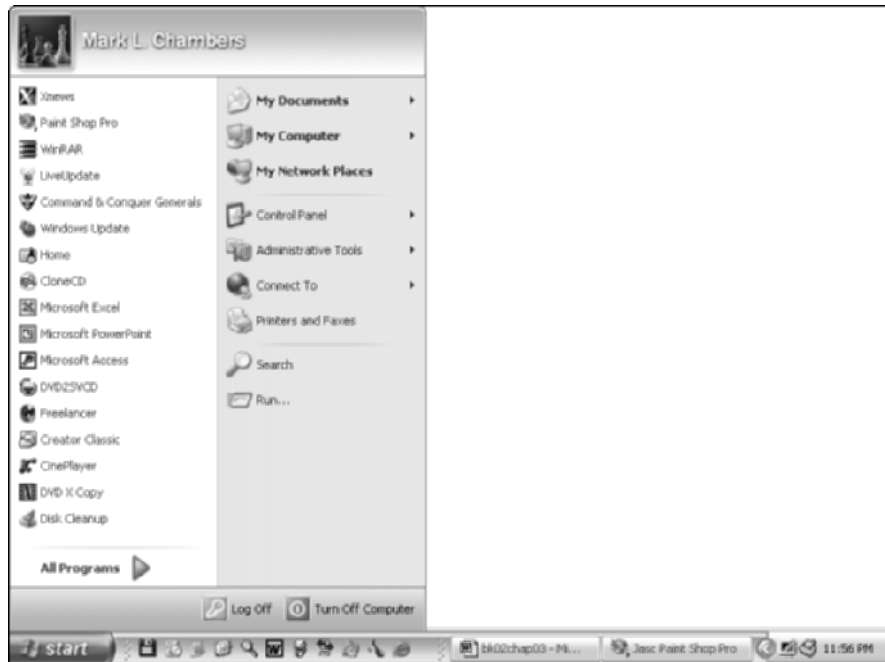 Mark L. Chambers
Xnews
Paint Shop Pro
WinRAR
LiveUpdate
Command & Conquer Generals
Windows Update
Home
CloneCD
Microsoft Excel
Microsoft PowerPoint
Microsoft Access
DVD2SVCD
Freelancer
Creator Classic
CinePlayer
DVD X Copy
Disk Cleanup
All Programs
My Documents
My Computer
My Network Places
Control Panel
Administrative Tools
Connect To
Printers and Faxes
Search
Run...
Log Off
Turn Off Computer
start
bk02chap03 - Mi...
Jasc Paint Shop Pro
11:56 PM